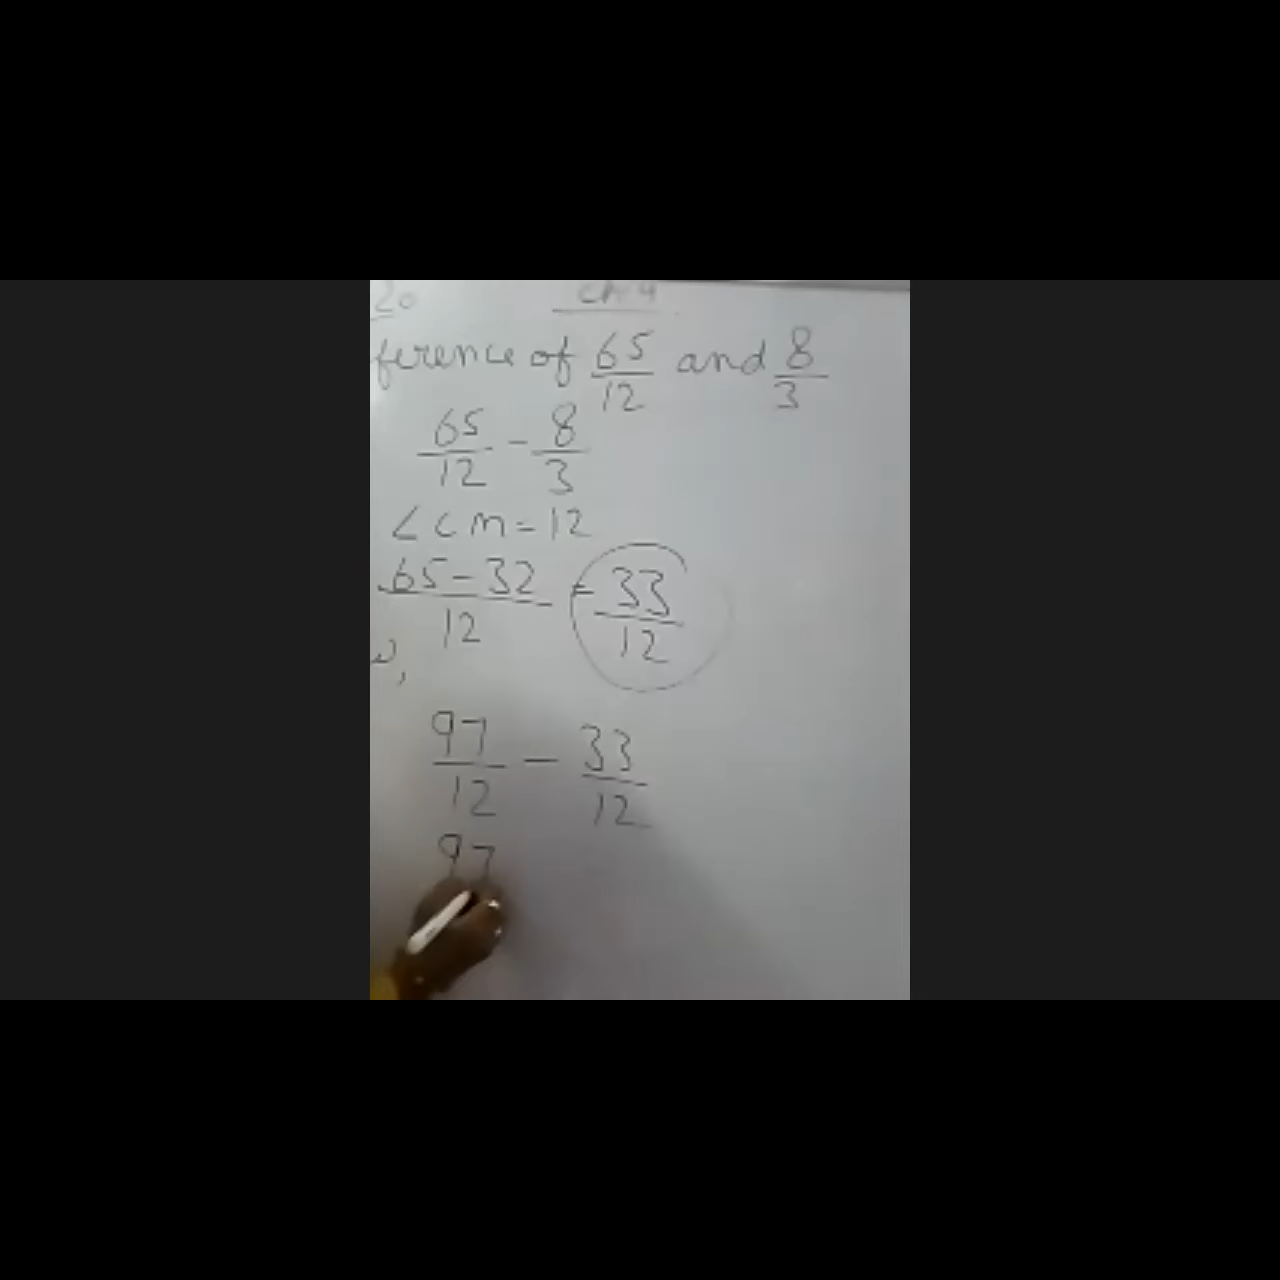 20 Ch-4
ference of 65/12 and 8/3
65/12 - 8/3
LCM = 12
65 - 32/12 = 33/12
,
97/12 - 33/12
97